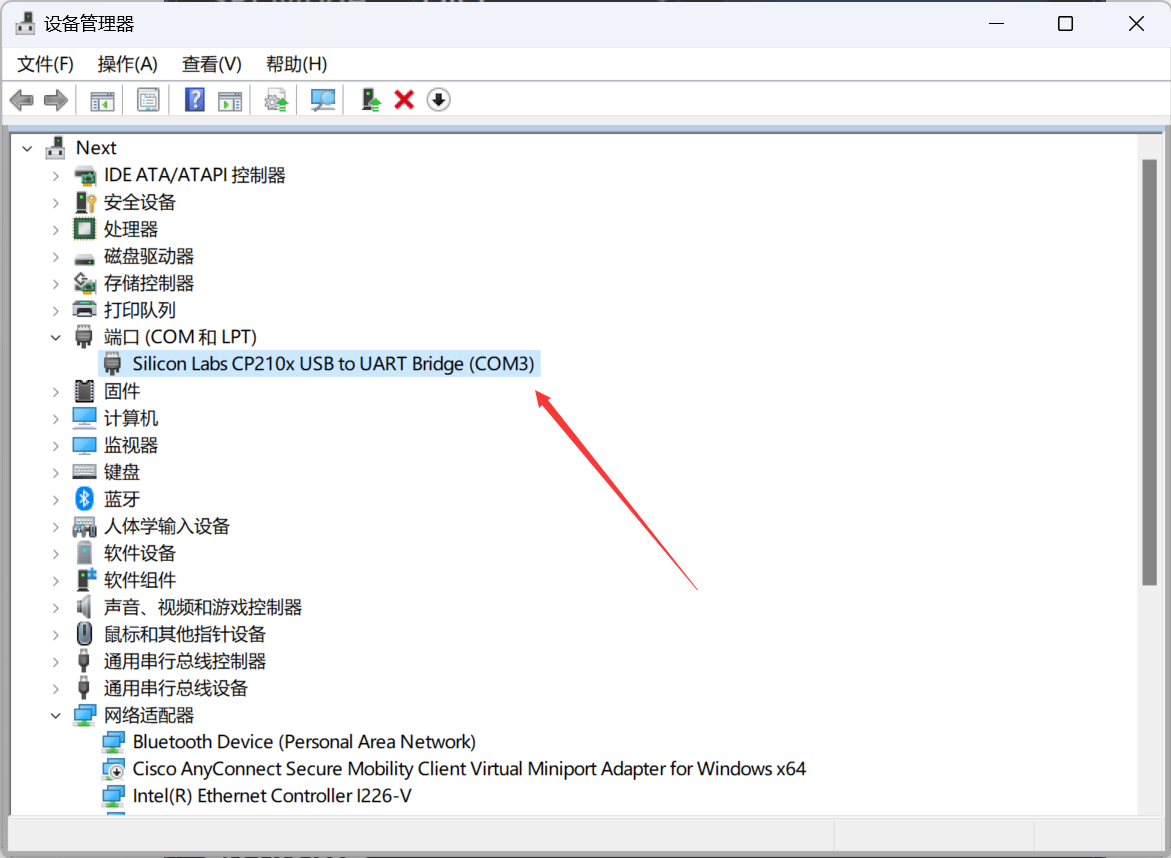 设备管理器
文件(F) 操作(A) 查看(V) 帮助(H)
Next
IDE ATA/ATAPI 控制器
安全设备
处理器
磁盘驱动器
存储控制器
打印队列
端口 (COM 和 LPT)
Silicon Labs CP210x USB to UART Bridge (COM3)
固件
计算机
监视器
键盘
蓝牙
人体学输入设备
软件设备
软件组件
声音、视频和游戏控制器
鼠标和其他指针设备
通用串行总线控制器
通用串行总线设备
网络适配器
Bluetooth Device (Personal Area Network)
Cisco AnyConnect Secure Mobility Client Virtual Miniport Adapter for Windows x64
Intel(R) Ethernet Controller I226-V